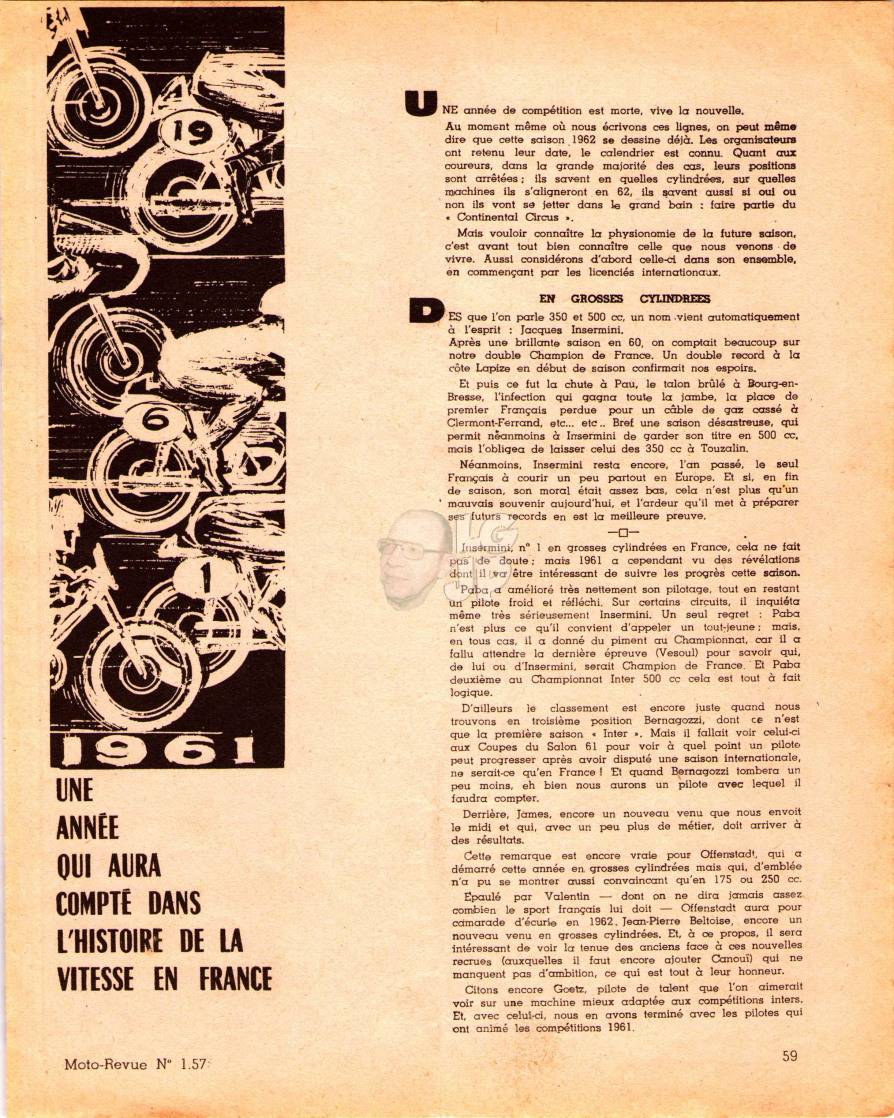 19
6
1
1961
UNE
ANNÉE
QUI AURA
COMPTÉ DANS
L'HISTOIRE DE LA
VITESSE EN FRANCE
UNE année de compétition est morte, vive la nouvelle.
Au moment même où nous écrivons ces lignes, on peut même
dire que cette saison 1962 se dessine déjà. Les organisateurs
ont retenu leur date, le calendrier est connu. Quant aux
coureurs, dans la grande majorité des cas, leurs positions
sont arrêtées : ils savent en quelles cylindrées, sur quelles
machines ils s'aligneront en 62, ils savent aussi si oui ou
non ils vont se jetter dans le grand bain : faire partie du
« Continental Circus ».
Mais vouloir connaître la physionomie de la future saison,
c'est avant tout bien connaître celle que nous venons de
vivre. Aussi considérons d'abord celle-ci dans son ensemble,
en commençant par les licenciés internationaux.
EN GROSSES CYLINDREES
DES que l'on parle 350 et 500 cc, un nom vient automatiquement
à l'esprit : Jacques Insermini.
Après une brillante saison en 60, on comptait beaucoup sur
notre double Champion de France. Un double record à la
côte Lapize en début de saison confirmait nos espoirs.
Et puis ce fut la chute à Pau, le talon brûlé à Bourg-en-
Bresse, l'infection qui gagna toute la jambe, la place de
premier Français perdue pour un câble de gaz cassé à
Clermont-Ferrand, etc... etc.. Bref une saison désastreuse, qui
permit néanmoins à Insermini de garder son titre en 500 cc,
mais l'obligea de laisser celui des 350 cc à Touzalin.
Néanmoins, Insermini resta encore, l'an passé, le seul
Français à courir un peu partout en Europe. Et si, en fin
de saison, son moral était assez bas, cela n'est plus qu'un
mauvais souvenir aujourd'hui, et l'ardeur qu'il met à préparer
ses futurs records en est la meilleure preuve.
Insermini, n° 1 en grosses cylindrées en France, cela ne fait
pas de doute ; mais 1961 a cependant vu des révélations
dont il va être intéressant de suivre les progrès cette saison.
Paba a amélioré très nettement son pilotage, tout en restant
un pilote froid et réfléchi. Sur certains circuits, il inquiéta
même très sérieusement Insermini. Un seul regret : Paba
n'est plus ce qu'il convient d'appeler un tout-jeune ; mais,
en tous cas, il a donné du piment au Championnat, car il a
fallu attendre la dernière épreuve (Vesoul) pour savoir qui,
de lui ou d'Insermini, serait Champion de France. Et Paba
deuxième au Championnat Inter 500 cc cela est tout à fait
logique.
D'ailleurs le classement est encore juste quand nous
trouvons en troisième position Bernagozzi, dont ce n'est
que la première saison « Inter ». Mais il fallait voir celui-ci
aux Coupes du Salon 61 pour voir à quel point un pilote
peut progresser après avoir disputé une saison internationale,
ne serait-ce qu'en France ! Et quand Bernagozzi tombera un
peu moins, eh bien nous aurons un pilote avec lequel il
faudra compter.
Derrière, James, encore un nouveau venu que nous envoit
le midi et qui, avec un peu plus de métier, doit arriver à
des résultats.
Cette remarque est encore vraie pour Offenstadt, qui a
démarré cette année en grosses cylindrées mais qui, d'emblée
n'a pu se montrer aussi convaincant qu'en 175 ou 250 cc.
Epaulé par Valentin — dont on ne dira jamais assez
combien le sport français lui doit — Offenstadt aura pour
camarade d'écurie en 1962, Jean-Pierre Beltoise, encore un
nouveau venu en grosses cylindrées. Et, à ce propos, il sera
intéressant de voir la tenue des anciens face à ces nouvelles
recrues (auxquelles il faut encore ajouter Canouï) qui ne
manquent pas d'ambition, ce qui est tout à leur honneur.
Citons encore Goetz, pilote de talent que l'on aimerait
voir sur une machine mieux adaptée aux compétitions inters.
Et, avec celui-ci, nous en avons terminé avec les pilotes qui
ont animé les compétitions 1961.
Moto-Revue N° 1.57
59